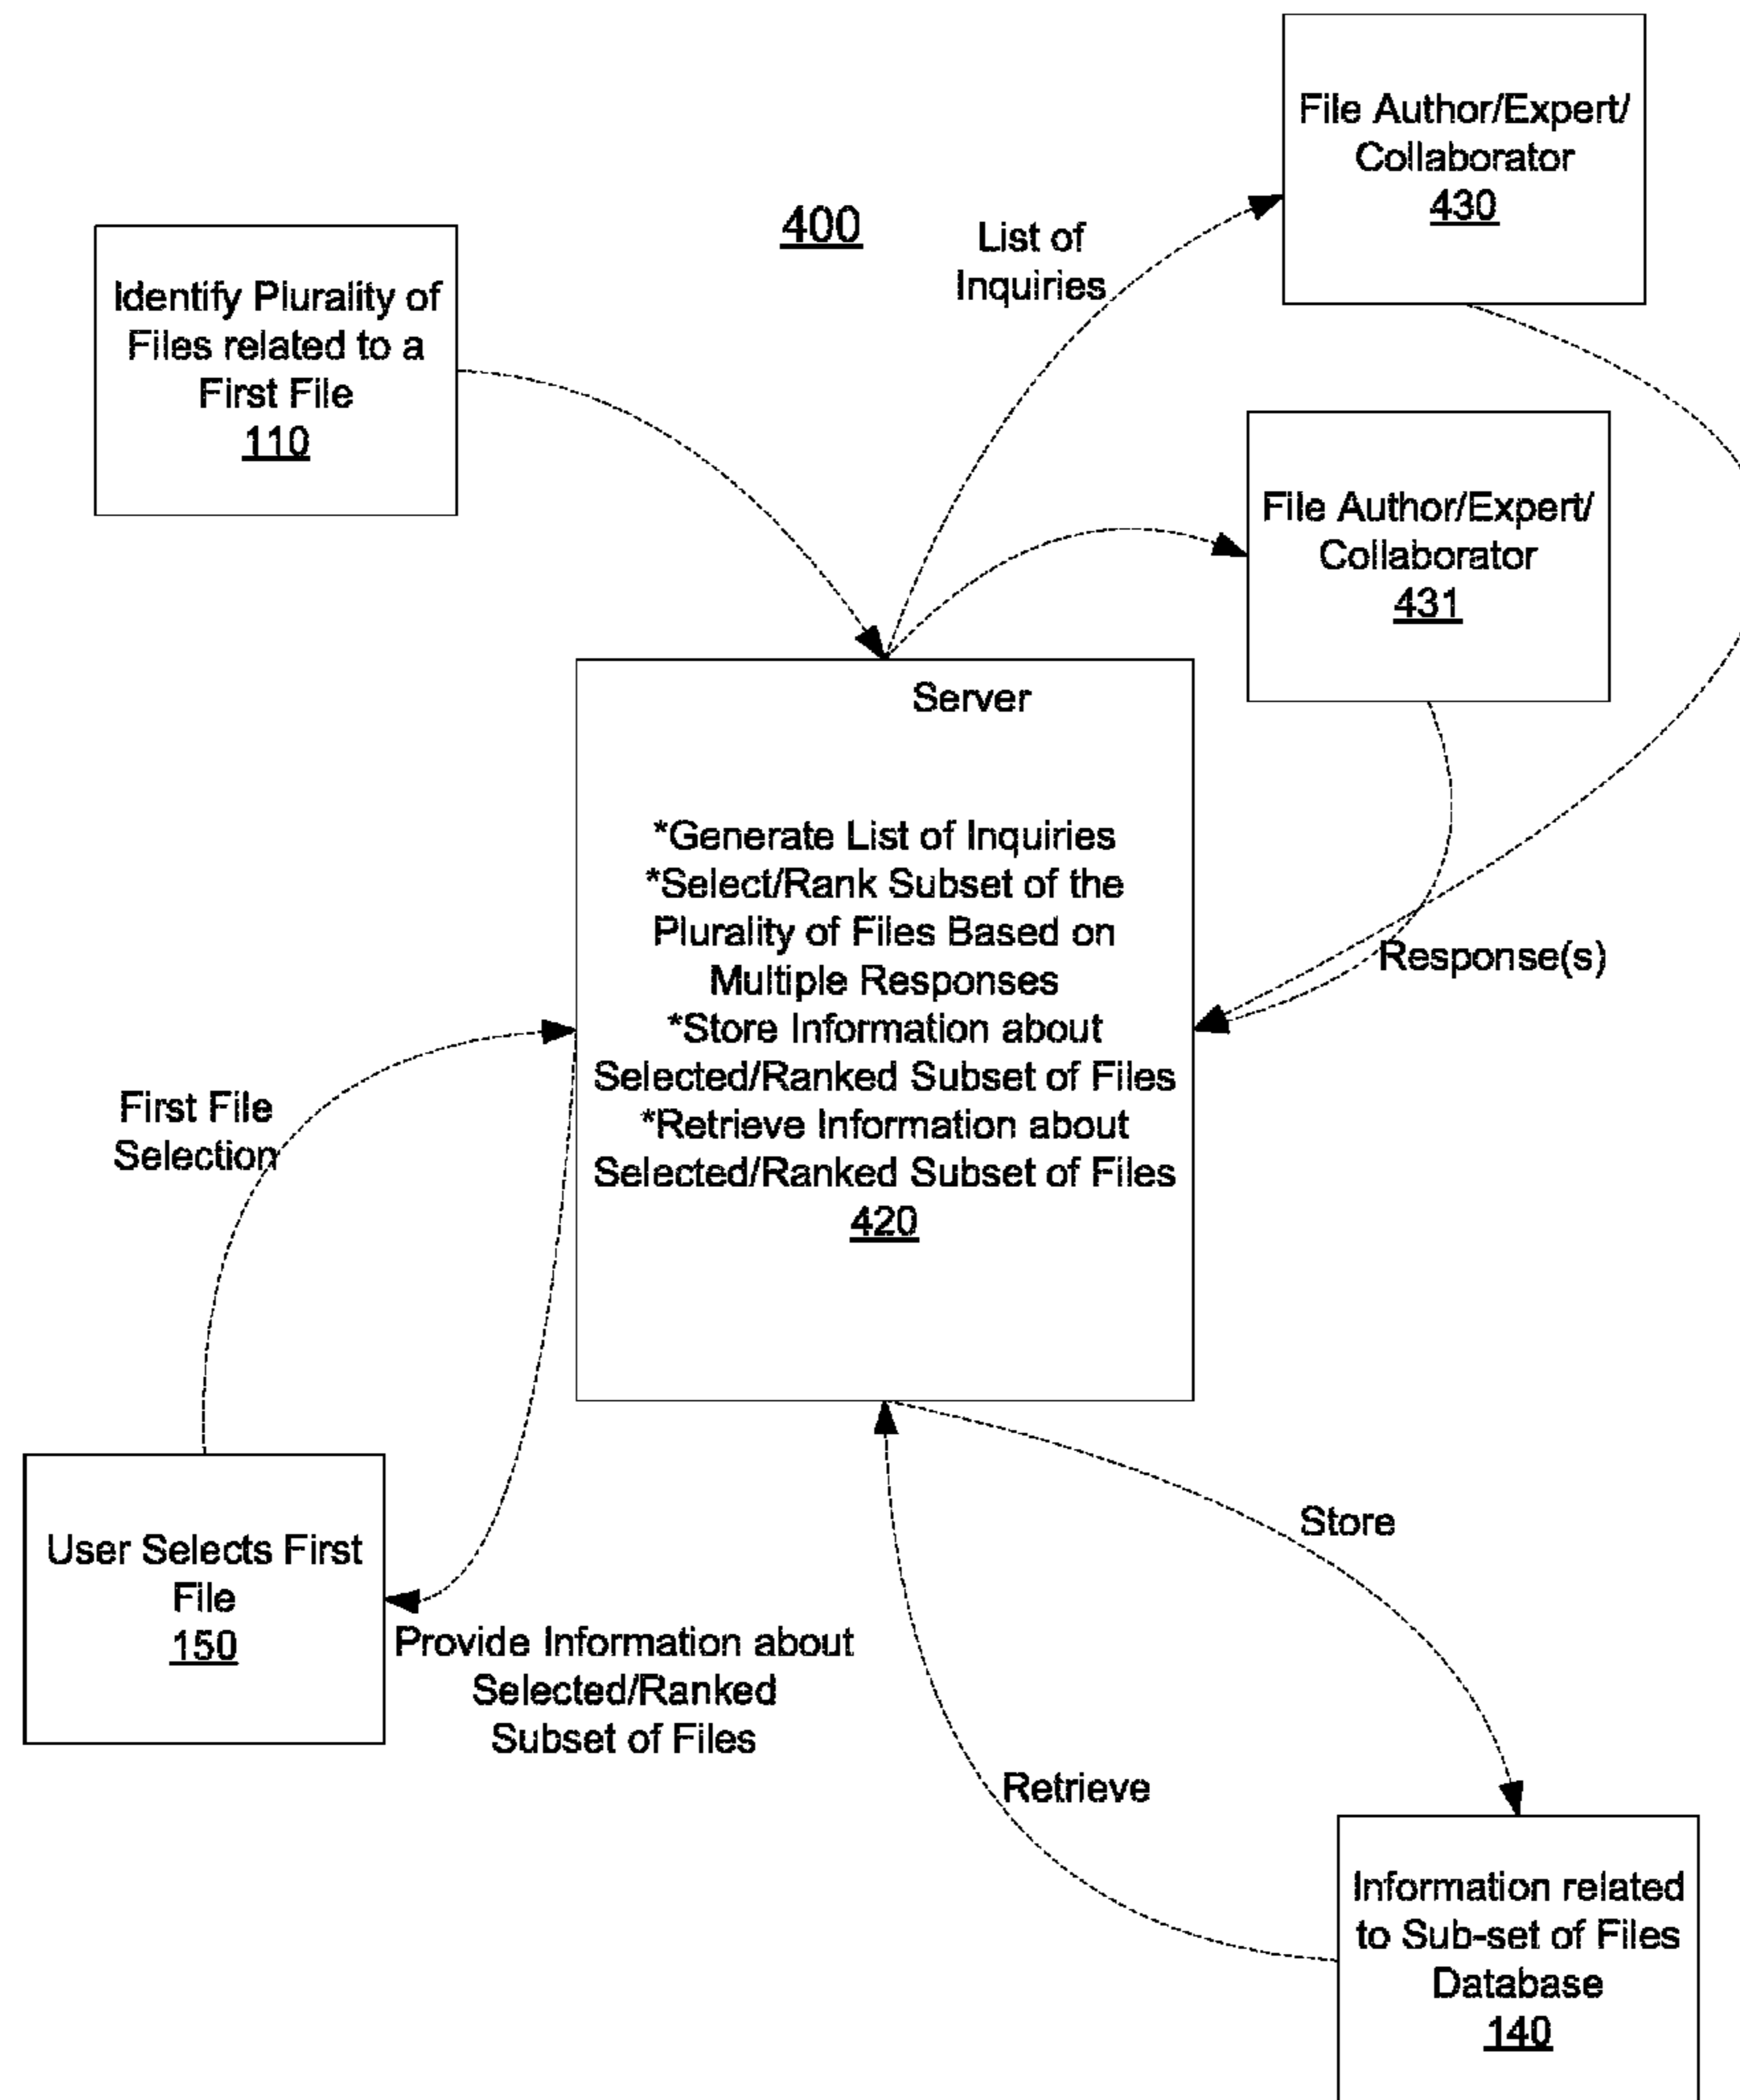 File Author/Expert/
Collaborator
430
400
List of
Inquiries
Identify Plurality of
Files related to a
First File
110
File Author/Expert/
Collaborator
431
Server
*Generate List of Inquiries
*Select/Rank Subset of the
Plurality of Files Based on
Multiple Responses
*Store Information about
Selected/Ranked Subset of Files
*Retrieve Information about
Selected/Ranked Subset of Files
420
Response(s)
First File
Selection
User Selects First
File
150
Provide Information about
Selected/Ranked
Subset of Files
Store
Retrieve
Information related
to Sub-set of Files
Database
140